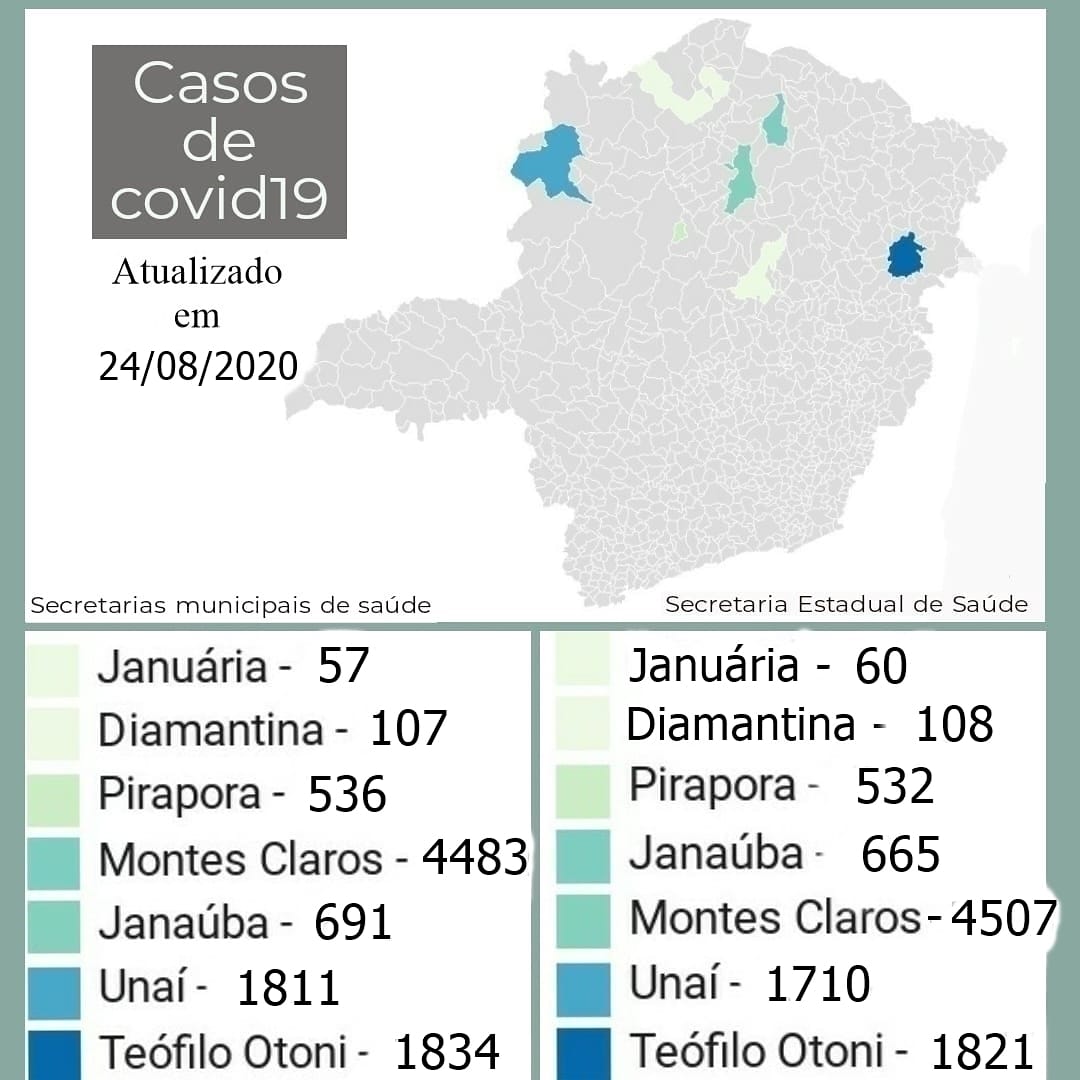 Casos
de
covid19
Atualizado
em
24/08/2020
Secretarias municipais de saúde
Secretaria Estadual de Saúde
Januária - 57
Diamantina - 107
Pirapora - 536
Montes Claros - 4483
Janaúba - 691
Unaí - 1811
Teófilo Otoni - 1834
Januária - 60
Diamantina - 108
Pirapora - 532
Janaúba - 665
Montes Claros - 4507
Unaí - 1710
Teófilo Otoni - 1821